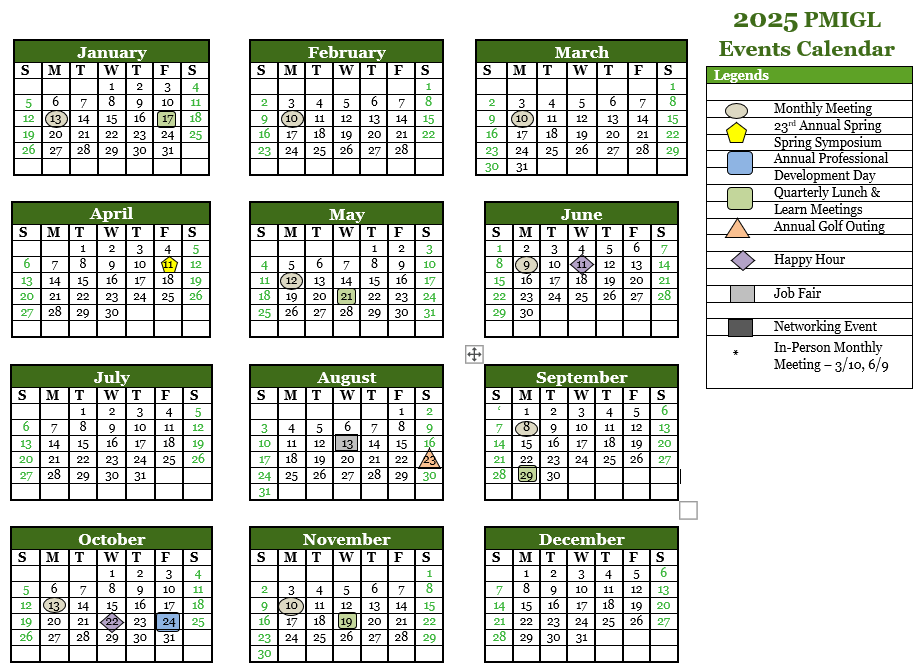 2025 PMIGL
Events Calendar
January
S M T W T F S
1 2 3 4
5 6 7 8 9 10 11
12 13 14 15 16 17 18
19 20 21 22 23 24 25
26 27 28 29 30 31
February
S M T W T F S
1
2 3 4 5 6 7 8
9 10 11 12 13 14 15
16 17 18 19 20 21 22
23 24 25 26 27 28
March
S M T W T F S
1
2 3 4 5 6 7 8
9 10 11 12 13 14 15
16 17 18 19 20 21 22
23 24 25 26 27 28 29
30 31
Legends
Monthly Meeting
23rd Annual Spring
Spring Symposium
Annual Professional
Development Day
Quarterly Lunch &
Learn Meetings
Annual Golf Outing
Happy Hour
Job Fair
Networking Event
* In-Person Monthly
Meeting – 3/10, 6/9
April
S M T W T F S
1 2 3 4 5
6 7 8 9 10 11 12
13 14 15 16 17 18 19
20 21 22 23 24 25 26
27 28 29 30
May
S M T W T F S
1 2 3
4 5 6 7 8 9 10
11 12 13 14 15 16 17
18 19 20 21 22 23 24
25 26 27 28 29 30 31
June
S M T W T F S
1 2 3 4 5 6 7
8 9 10 11 12 13 14
15 16 17 18 19 20 21
22 23 24 25 26 27 28
29 30
July
S M T W T F S
1 2 3 4 5
6 7 8 9 10 11 12
13 14 15 16 17 18 19
20 21 22 23 24 25 26
27 28 29 30 31
August
S M T W T F S
1 2
3 4 5 6 7 8 9
10 11 12 13 14 15 16
17 18 19 20 21 22 23
24 25 26 27 28 29 30
31
September
S M T W T F S
‘ 1 2 3 4 5 6
7 8 9 10 11 12 13
14 15 16 17 18 19 20
21 22 23 24 25 26 27
28 29 30
October
S M T W T F S
1 2 3 4
5 6 7 8 9 10 11
12 13 14 15 16 17 18
19 20 21 22 23 24 25
26 27 28 29 30 31
November
S M T W T F S
1
2 3 4 5 6 7 8
9 10 11 12 13 14 15
16 17 18 19 20 21 22
23 24 25 26 27 28 29
30
December
S M T W T F S
1 2 3 4 5 6
7 8 9 10 11 12 13
14 15 16 17 18 19 20
21 22 23 24 25 26 27
28 29 30 31